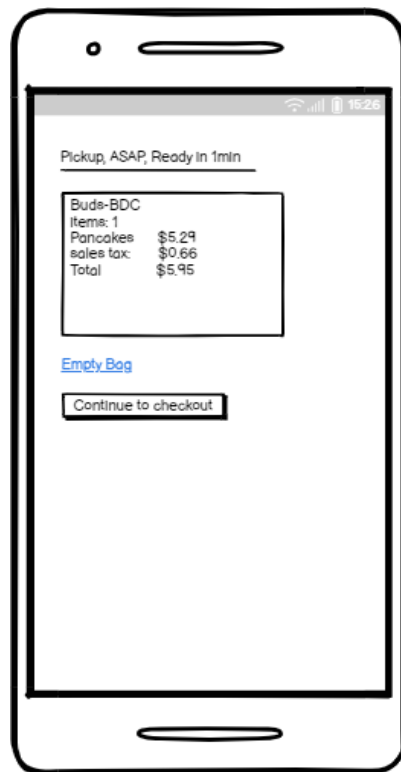 15:26
Pickup, ASAP, Ready in 1min
Buds-BDC
Items: 1
Pancakes $5.29
sales tax: $0.66
Total $5.95
Empty Bag
Continue to checkout